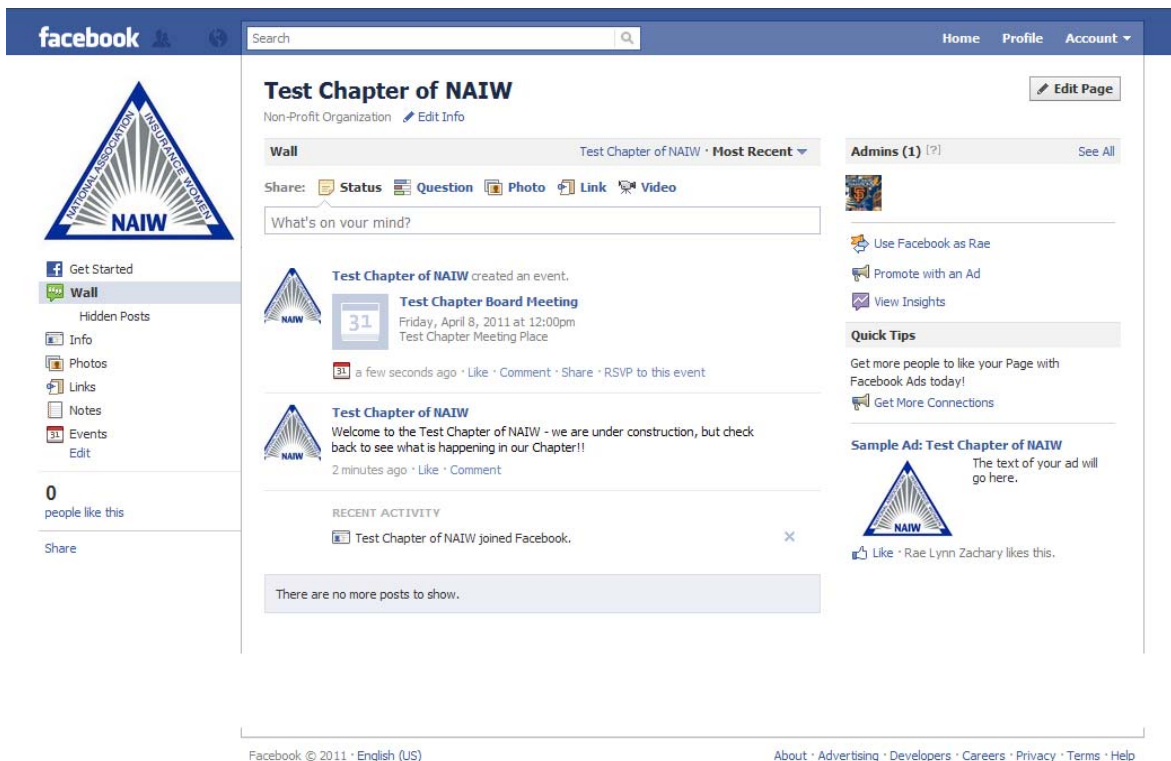 facebook
Search
Home Profile Account
NATIONAL ASSOCIATION
INSURANCE WOMEN
NAIW
Get Started
Wall
Hidden Posts
Info
Photos
Links
Notes
31 Events
Edit
0
people like this
Share
Test Chapter of NAIW
Non-Profit Organization Edit Info
Edit Page
Wall Test Chapter of NAIW · Most Recent
Share: Status Question Photo Link Video
What's on your mind?
NAIW
Test Chapter of NAIW created an event.
31
Test Chapter Board Meeting
Friday, April 8, 2011 at 12:00pm
Test Chapter Meeting Place
31 a few seconds ago · Like · Comment · Share · RSVP to this event
NAIW
Test Chapter of NAIW
Welcome to the Test Chapter of NAIW - we are under construction, but check
back to see what is happening in our Chapter!!
2 minutes ago · Like · Comment
RECENT ACTIVITY
Test Chapter of NAIW joined Facebook.
There are no more posts to show.
Admins (1) [?] See All
Use Facebook as Rae
Promote with an Ad
View Insights
Quick Tips
Get more people to like your Page with
Facebook Ads today!
Get More Connections
Sample Ad: Test Chapter of NAIW
NAIW
The text of your ad will
go here.
Like · Rae Lynn Zachary likes this.
Facebook © 2011 · English (US)
About · Advertising · Developers · Careers · Privacy · Terms · Help